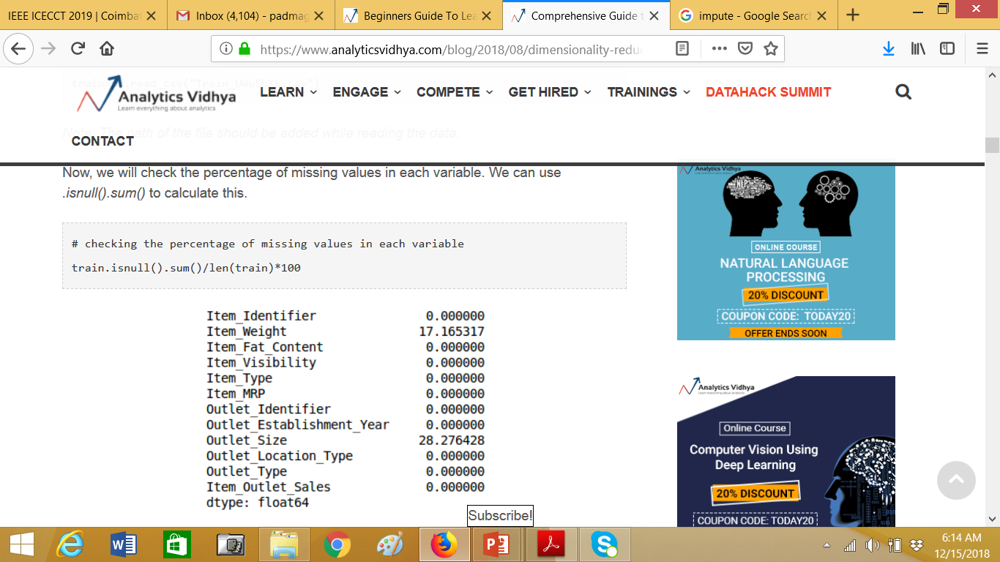 IEEE ICECCT 2019 | Coimba
Inbox (4,104) - padmag
Beginners Guide To Lea
Comprehensive Guide t
impute - Google Search
https://www.analyticsvidhya.com/blog/2018/08/dimensionality-redu
Analytics Vidhya
Learn everything about analytics
LEARN
ENGAGE
COMPETE
GET HIRED
TRAININGS
DATAHACK SUMMIT
CONTACT
Note: The path of the file should be added while reading the data.
Now, we will check the percentage of missing values in each variable. We can use
.isnull().sum() to calculate this.
# checking the percentage of missing values in each variable
train.isnull().sum()/len(train)*100
Item_Identifier 0.000000
Item_Weight 17.165317
Item_Fat_Content 0.000000
Item_Visibility 0.000000
Item_Type 0.000000
Item_MRP 0.000000
Outlet_Identifier 0.000000
Outlet_Establishment_Year 0.000000
Outlet_Size 28.276428
Outlet_Location_Type 0.000000
Outlet_Type 0.000000
Item_Outlet_Sales 0.000000
dtype: float64
Subscribe!
Analytics Vidhya
NLP
ONLINE COURSE
NATURAL LANGUAGE
PROCESSING
20% DISCOUNT
COUPON CODE: TODAY20
OFFER ENDS SOON
Analytics Vidhya
Learn everything about analytics
Online Course
Computer Vision Using
Deep Learning
20% DISCOUNT
COUPON CODE: TODAY20
6:14 AM
12/15/2018